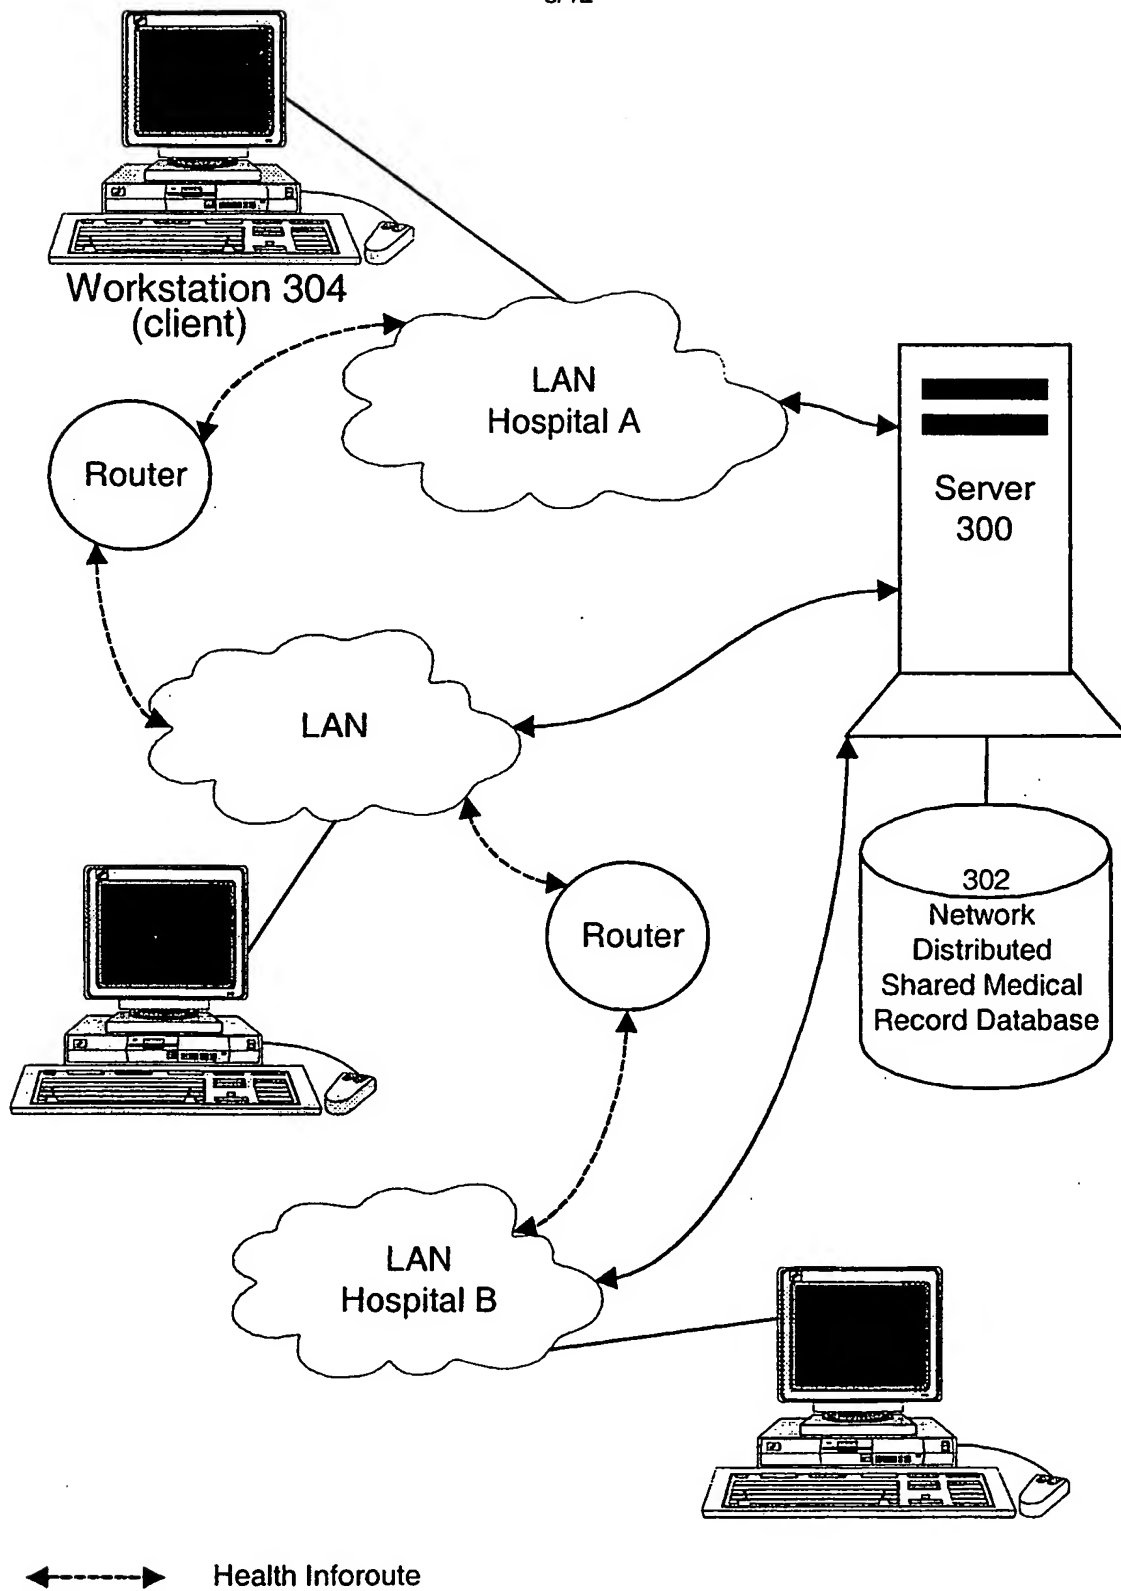 Workstation 304
(client)
LAN
Hospital A
Router
Server
300
LAN
302
Network
Distributed
Shared Medical
Record Database
Router
LAN
Hospital B
Health Inforoute